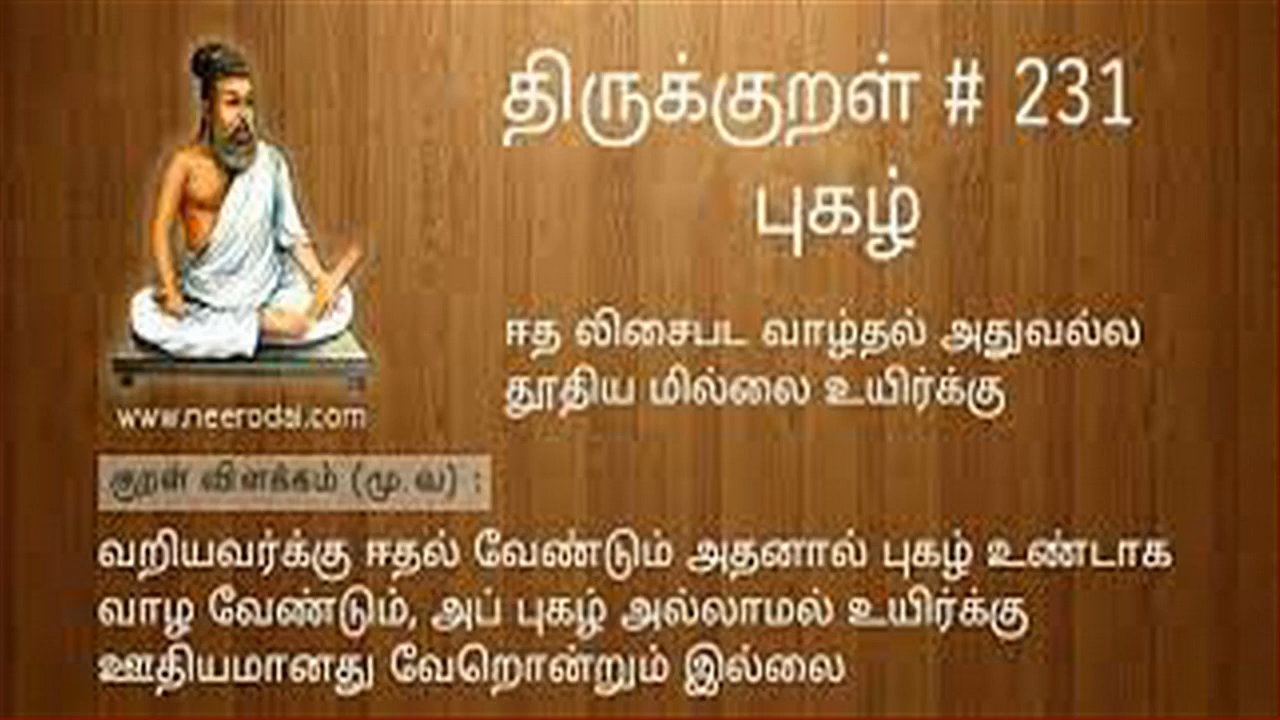 திருக்குறள் # 231
புகழ்
ஈத லிசைபட வாழ்தல் அதுவல்ல
தூதிய மில்லை உயிர்க்கு
www.neerodai.com
குறள் விளக்கம் (மு.வ) :
வறியவர்க்கு ஈதல் வேண்டும் அதனால் புகழ் உண்டாக
வாழ வேண்டும், அப் புகழ் அல்லாமல் உயிர்க்கு
ஊதியமானது வேறொன்றும் இல்லை